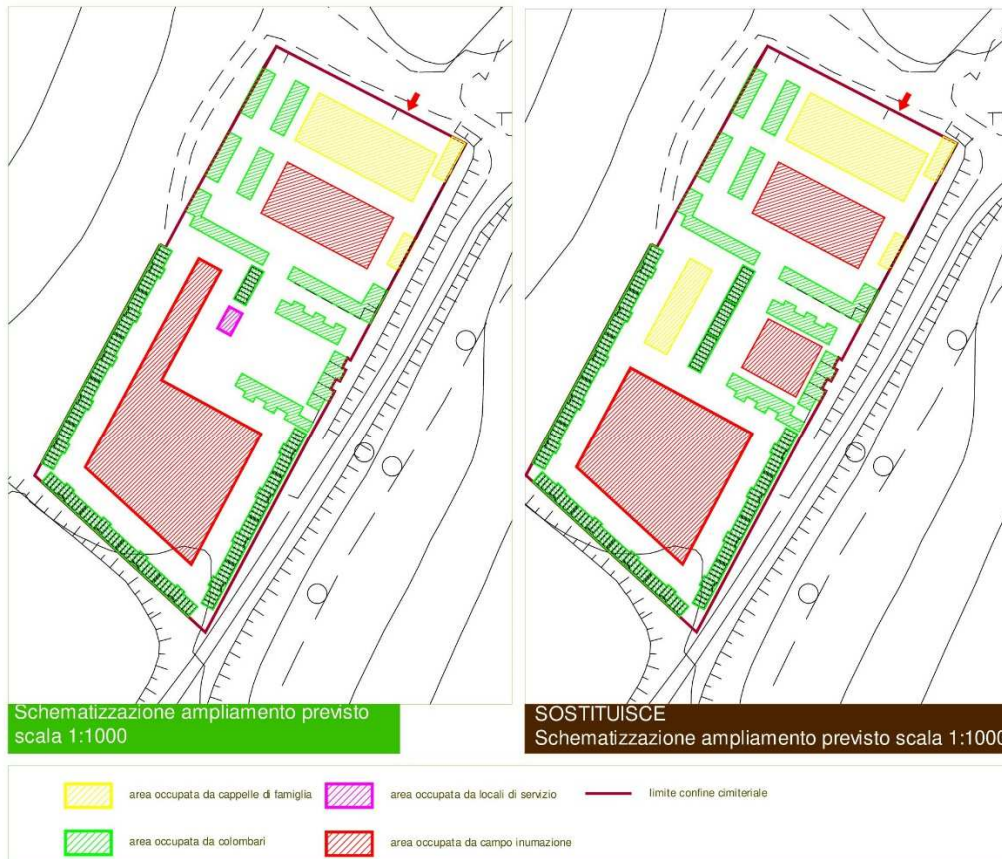 Schematizzazione ampliamento previsto
scala 1:1000
SOSTITUISCE
Schematizzazione ampliamento previsto scala 1:1000
area occupata da cappelle di famiglia
area occupata da locali di servizio
limite confine cimiteriale
area occupata da colombari
area occupata da campo inumazione